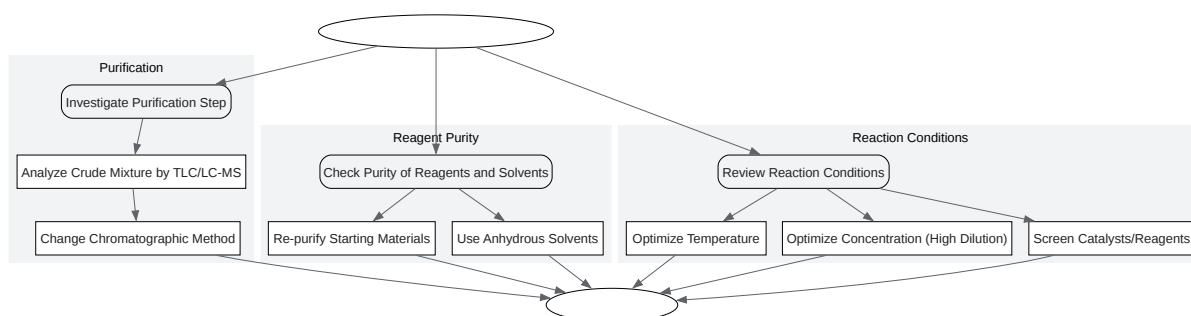 Purification
Investigate Purification Step
Analyze Crude Mixture by TLC/LC-MS
Change Chromatographic Method
Reagent Purity
Check Purity of Reagents and Solvents
Re-purify Starting Materials
Use Anhydrous Solvents
Reaction Conditions
Review Reaction Conditions
Optimize Temperature
Optimize Concentration (High Dilution)
Screen Catalysts/Reagents